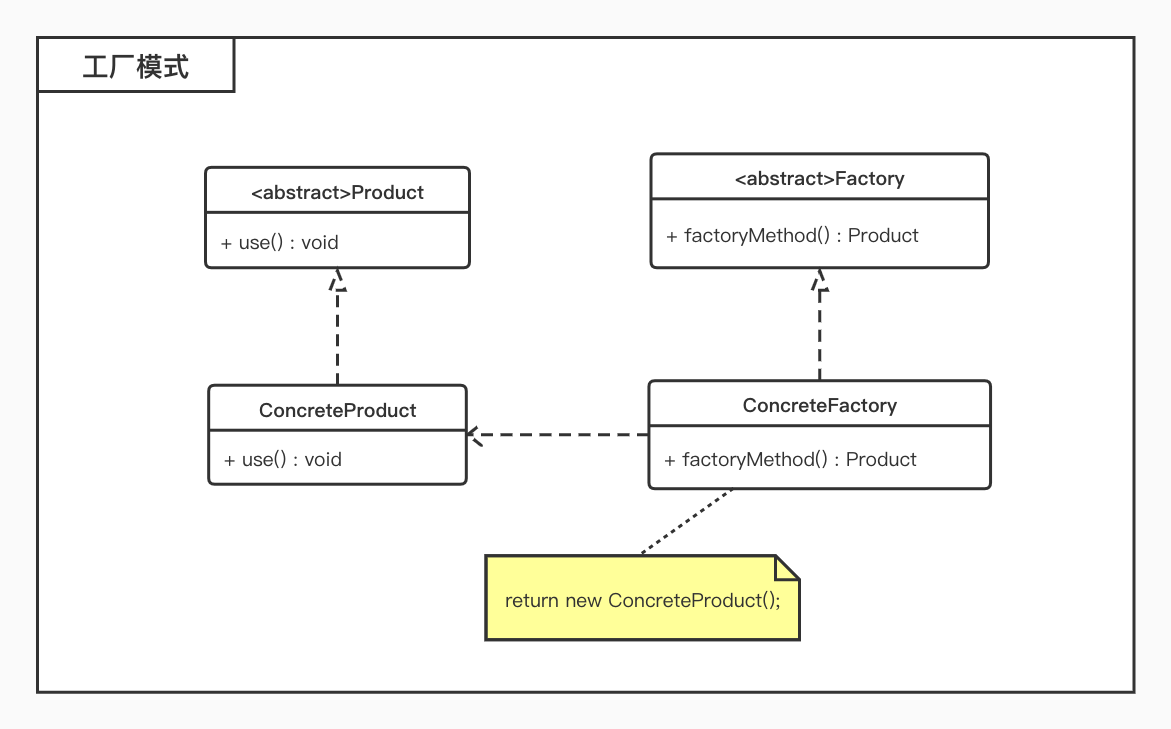 工厂模式
<abstract>Product
+ use() : void
<abstract>Factory
+ factoryMethod() : Product
ConcreteProduct
+ use() : void
ConcreteFactory
+ factoryMethod() : Product
return new ConcreteProduct();